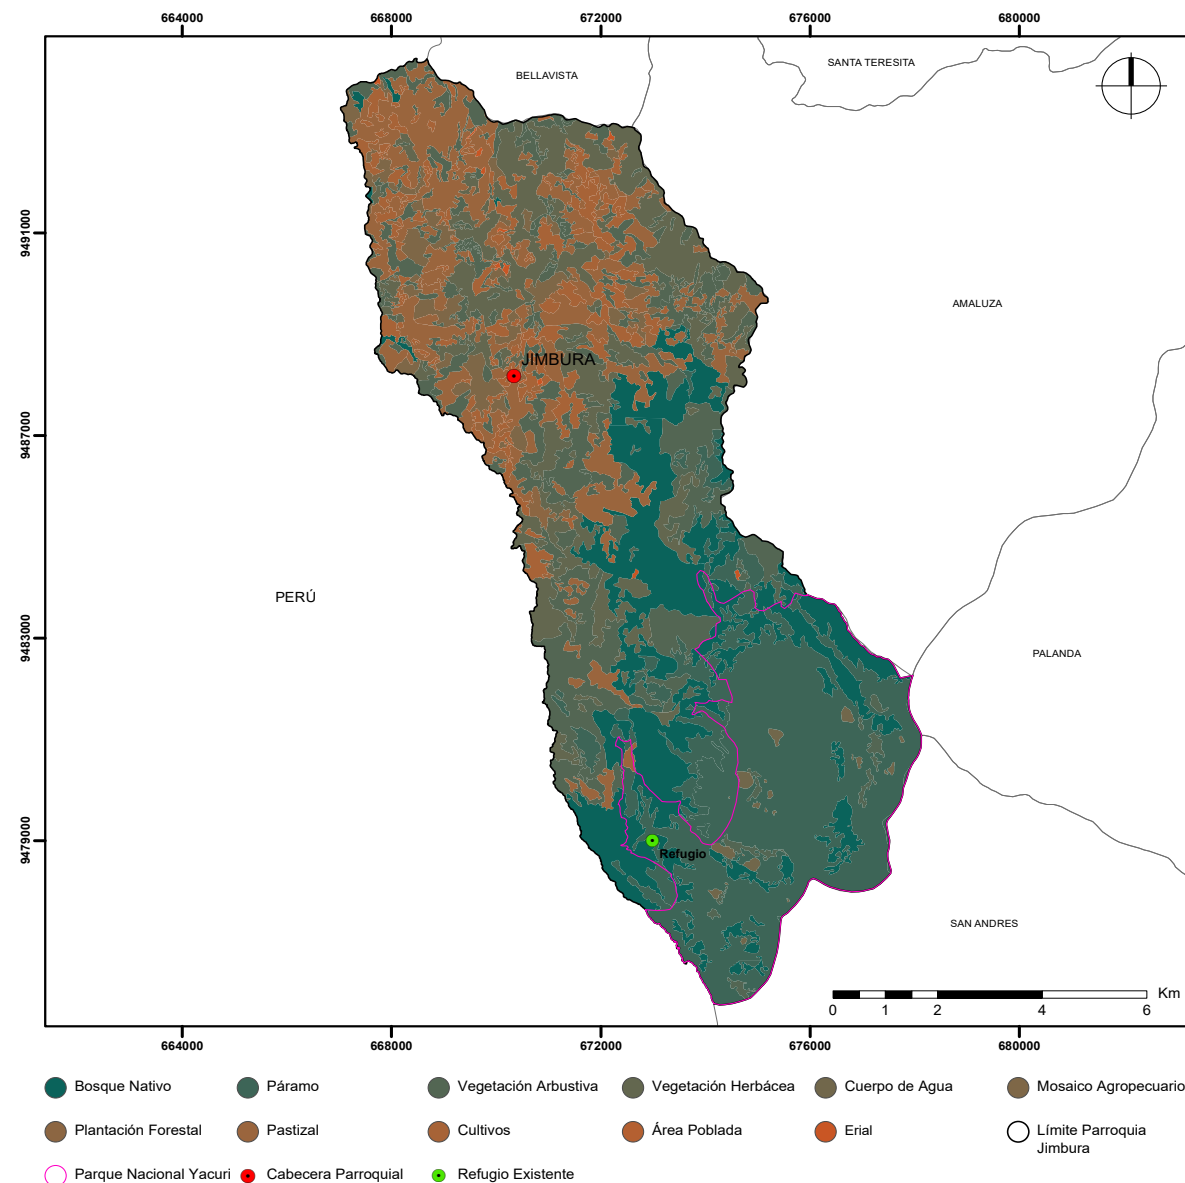 664000 668000 672000 676000 680000
BELLAVISTA
SANTA TERESITA
9491000
AMALUZA
JIMBURA
9487000
PERÚ
9483000
PALANDA
9479000
Refugio
SAN ANDRES
Km
0 1 2 4 6
664000 668000 672000 676000 680000
Bosque Nativo Páramo Vegetación Arbustiva Vegetación Herbácea Cuerpo de Agua Mosaico Agropecuario
Plantación Forestal Pastizal Cultivos Área Poblada Erial Límite Parroquia
Jimbura
Parque Nacional Yacuri Cabecera Parroquial Refugio Existente